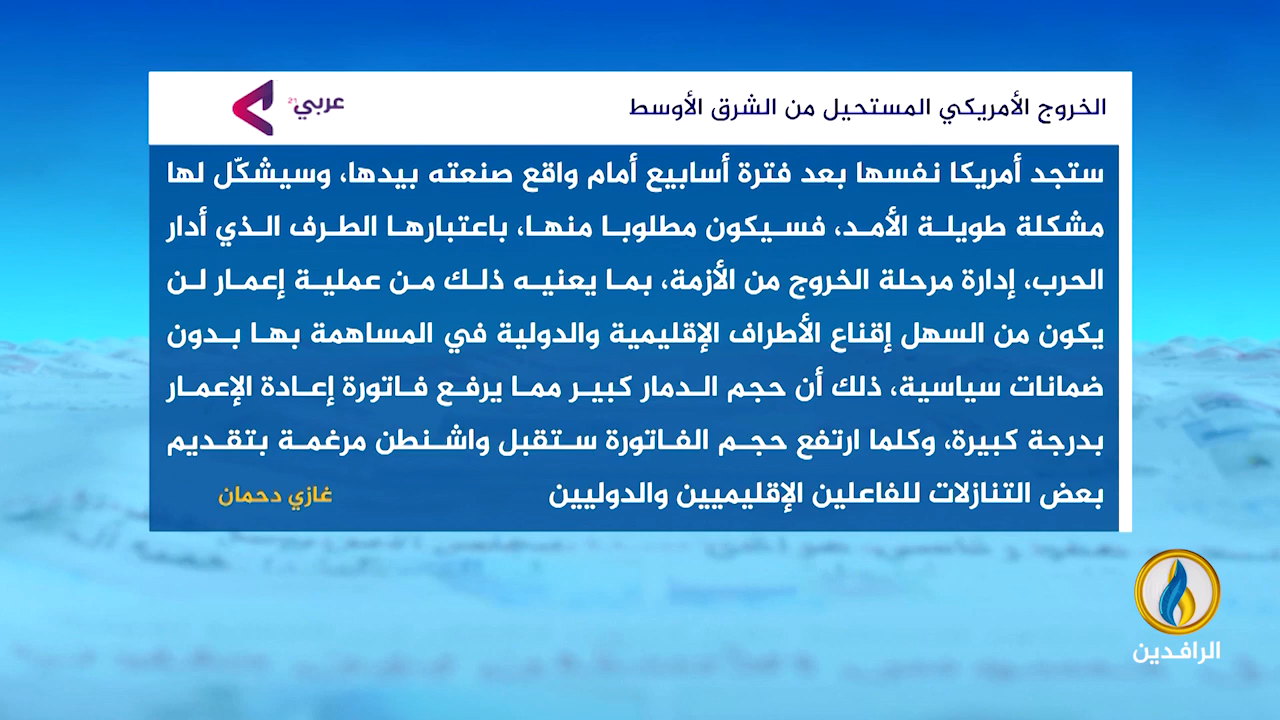 الخروج الأمريكي المستحيل من الشرق الأوسط
عربي21
ستجد أمريكا نفسها بعد فترة أسابيع أمام واقع صنعته بيدها، وسيشكّل لها
مشكلة طويلة الأمد، فسيكون مطلوبا منها، باعتبارها الطرف الذي أدار
الحرب، إدارة مرحلة الخروج من الأزمة، بما يعنيه ذلك من عملية إعمار لن
يكون من السهل إقناع الأطراف الإقليمية والدولية في المساهمة بها بدون
ضمانات سياسية، ذلك أن حجم الدمار كبير مما يرفع فاتورة إعادة الإعمار
بدرجة كبيرة، وكلما ارتفع حجم الفاتورة ستقبل واشنطن مرغمة بتقديم
بعض التنازلات للفاعلين الإقليميين والدوليين
غازي دحمان
الرافدين